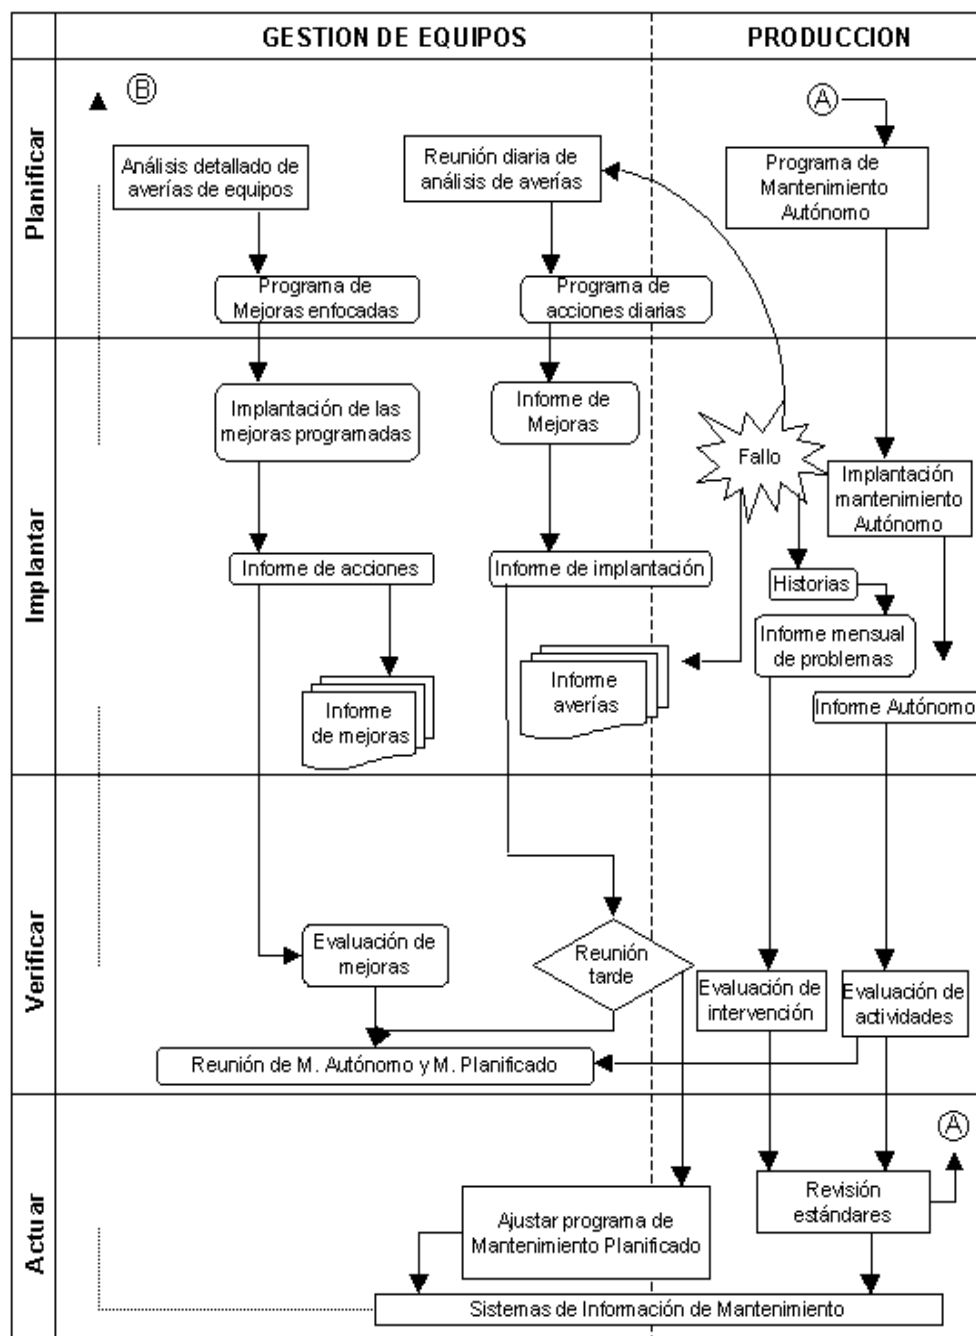 GESTION DE EQUIPOS
PRODUCCION
Planificar
B
A
Análisis detallado de
averías de equipos
Reunión diaria de
análisis de averías
Programa de
Mantenimiento
Autónomo
Programa de
Mejoras enfocadas
Programa de
acciones diarias
Implantar
Implantación de las
mejoras programadas
Informe de
Mejoras
Fallo
Implantación
mantenimiento
Autónomo
Informe de acciones
Informe de implantación
Historias
Informe mensual
de problemas
Informe
de mejoras
Informe
averías
Informe Autónomo
Verificar
Evaluación de
mejoras
Reunión
tarde
Evaluación de
intervención
Evaluación de
actividades
Reunión de M. Autónomo y M. Planificado
Actuar
A
Ajustar programa de
Mantenimiento Planificado
Revisión
estándares
Sistemas de Información de Mantenimiento